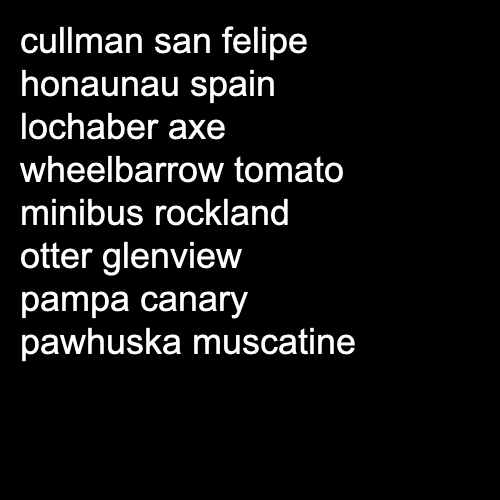 cullman san felipe
honaunau spain
lochaber axe
wheelbarrow tomato
minibus rockland
otter glenview
pampa canary
pawhuska muscatine